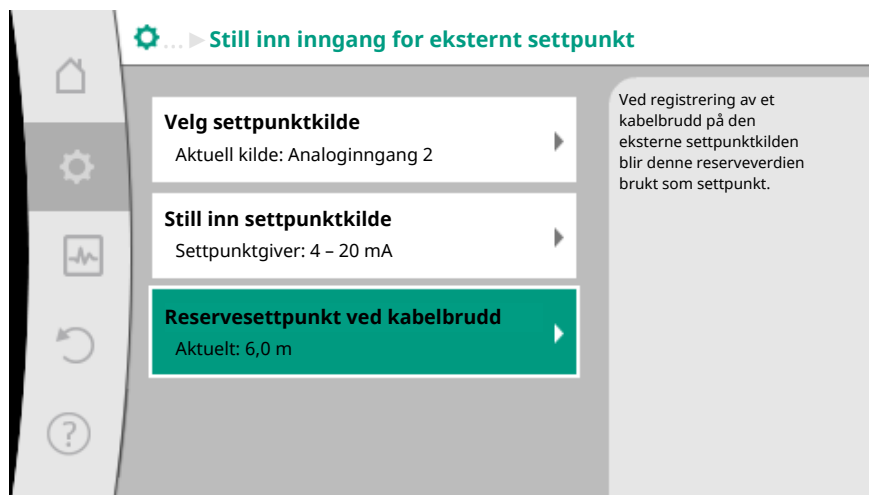 ... ▶ Still inn inngang for eksternt settpunkt
Velg settpunktkilde
Aktuell kilde: Analoginngang 2
Still inn settpunktkilde
Settpunktgiver: 4 – 20 mA
Reservesettpunkt ved kabelbrudd
Aktuelt: 6,0 m
Ved registrering av et
kabelbrudd på den
eksterne settpunktkilden
blir denne reserveverdien
brukt som settpunkt.
?